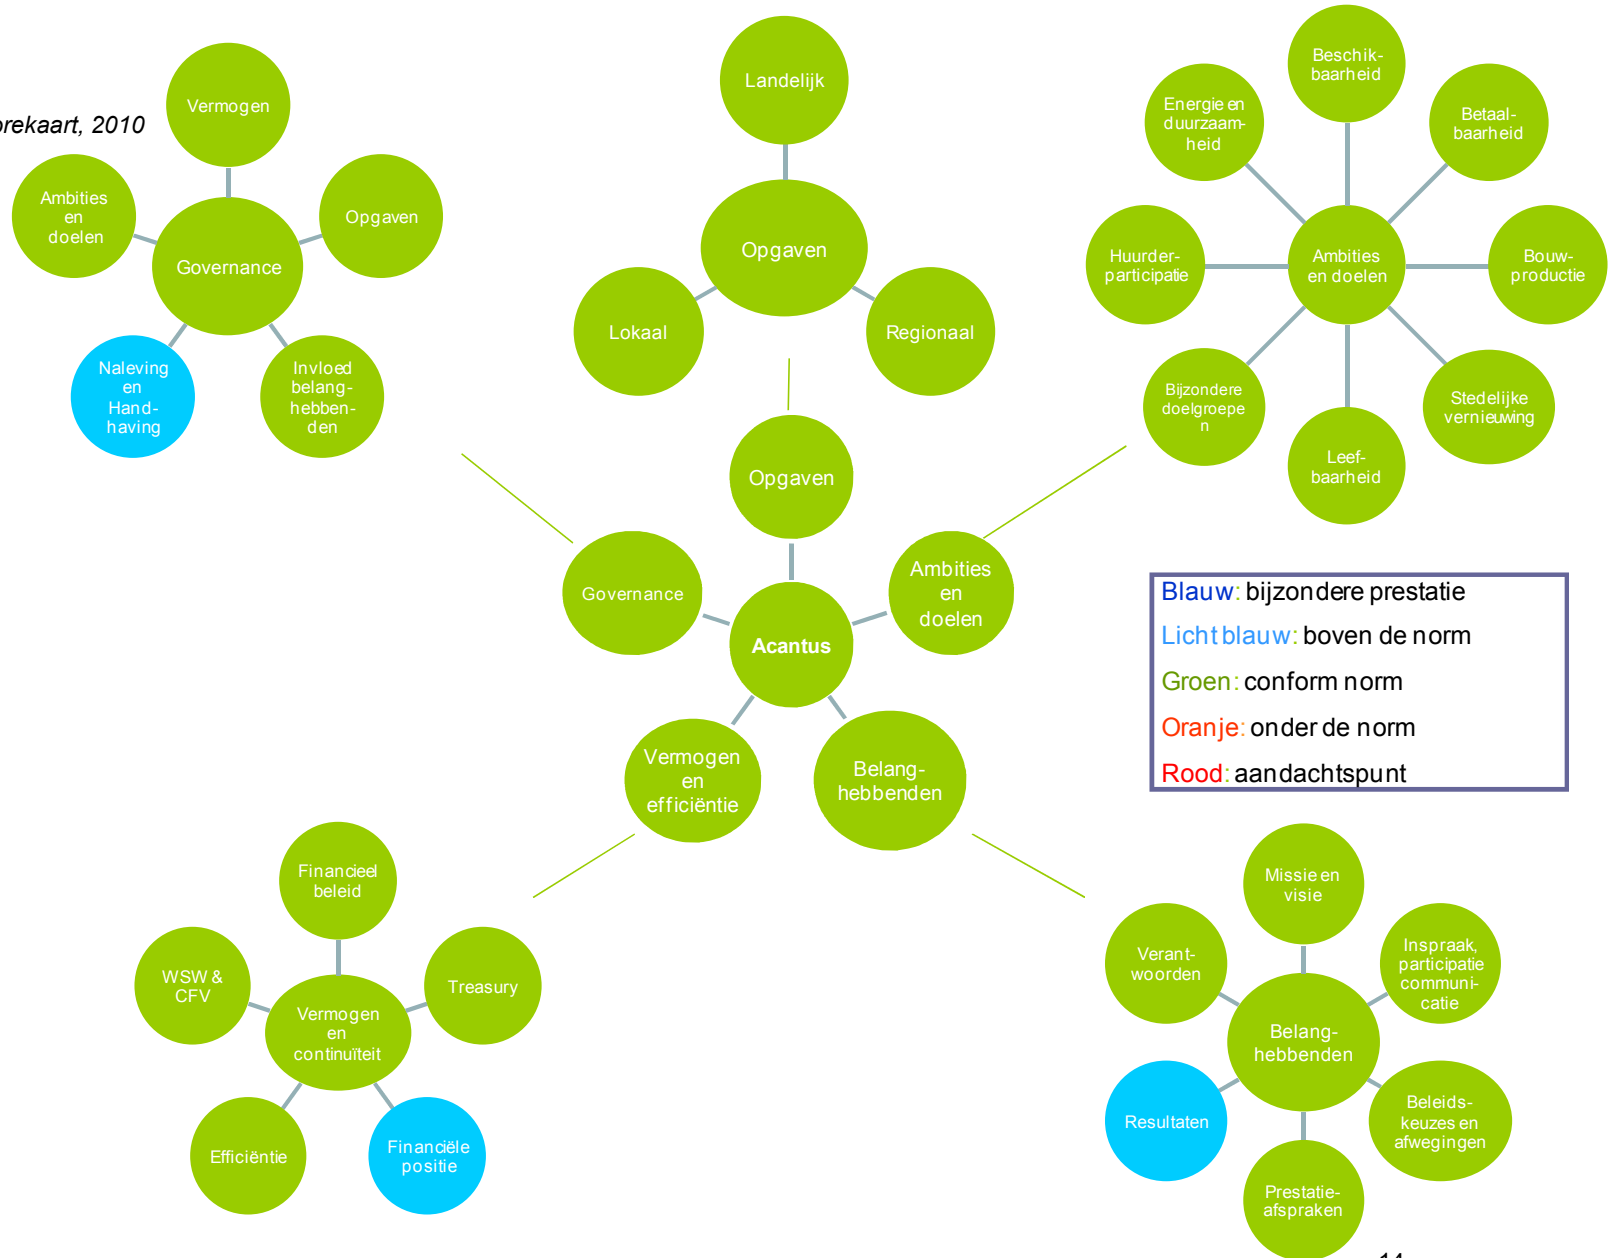 orekaart, 2010
Vermogen
Ambities
en
doelen
Opgaven
Governance
Naleving
en
Hand-
having
Invloed
belang-
hebben-
den
Landelijk
Opgaven
Lokaal
Regionaal
Beschik-
baarheid
Energie en
duurzaam-
heid
Betaal-
baarheid
Huurder-
participatie
Ambities
en doelen
Bouw-
productie
Bijzondere
doelgroepe
n
Stedelijke
vernieuwing
Leef-
baarheid
Opgaven
Governance
Ambities
en
doelen
Acantus
Vermogen
en
efficiëntie
Belang-
hebbenden
Blauw: bijzondere prestatie
Licht blauw: boven de norm
Groen: conform norm
Oranje: onder de norm
Rood: aandachtspunt
Financieel
beleid
WSW &
CFV
Treasury
Vermogen
en
continuïteit
Efficiëntie
Financiële
positie
Missie en
visie
Verant-
woorden
Inspraak,
participatie
communi-
catie
Belang-
hebbenden
Resultaten
Beleids-
keuzes en
afwegingen
Prestatie-
afspraken
14